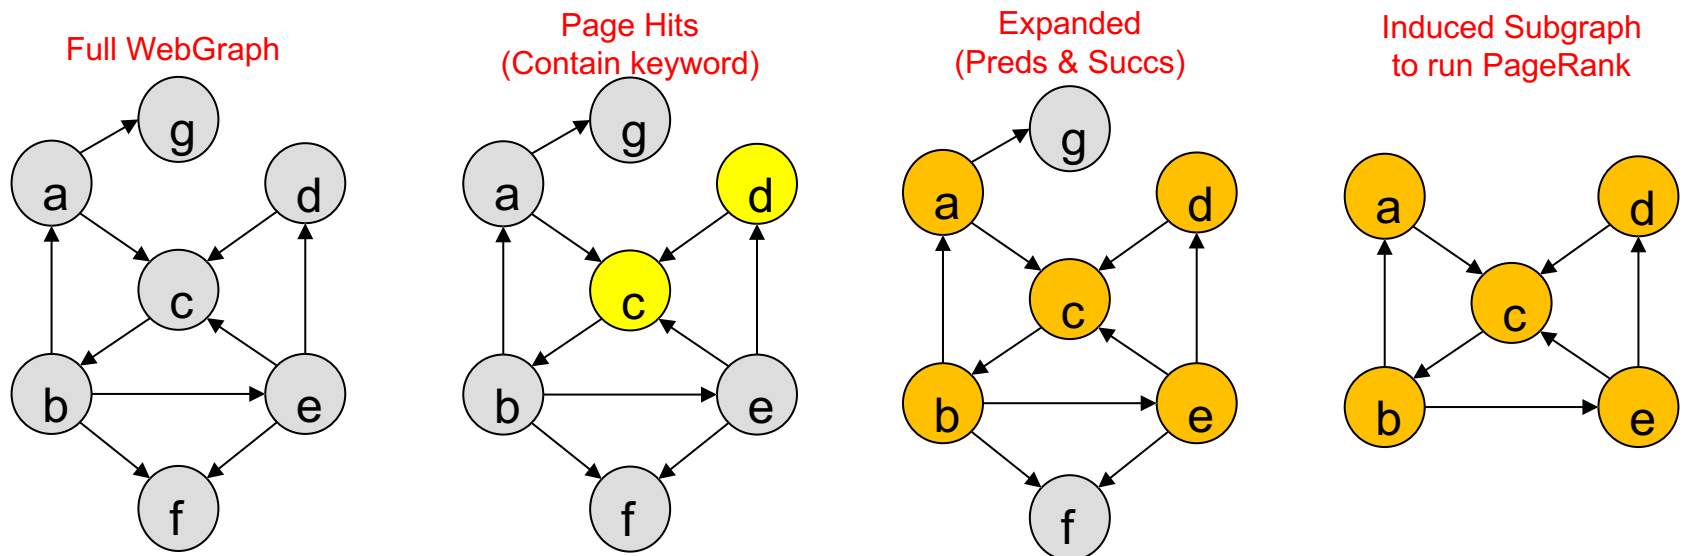 Full WebGraph
g
a
d
c
b
e
f
Page Hits
(Contain keyword)
g
a
d
c
b
e
f
Expanded
(Preds & Succs)
g
a
d
c
b
e
f
Induced Subgraph
to run PageRank
a
d
c
b
e